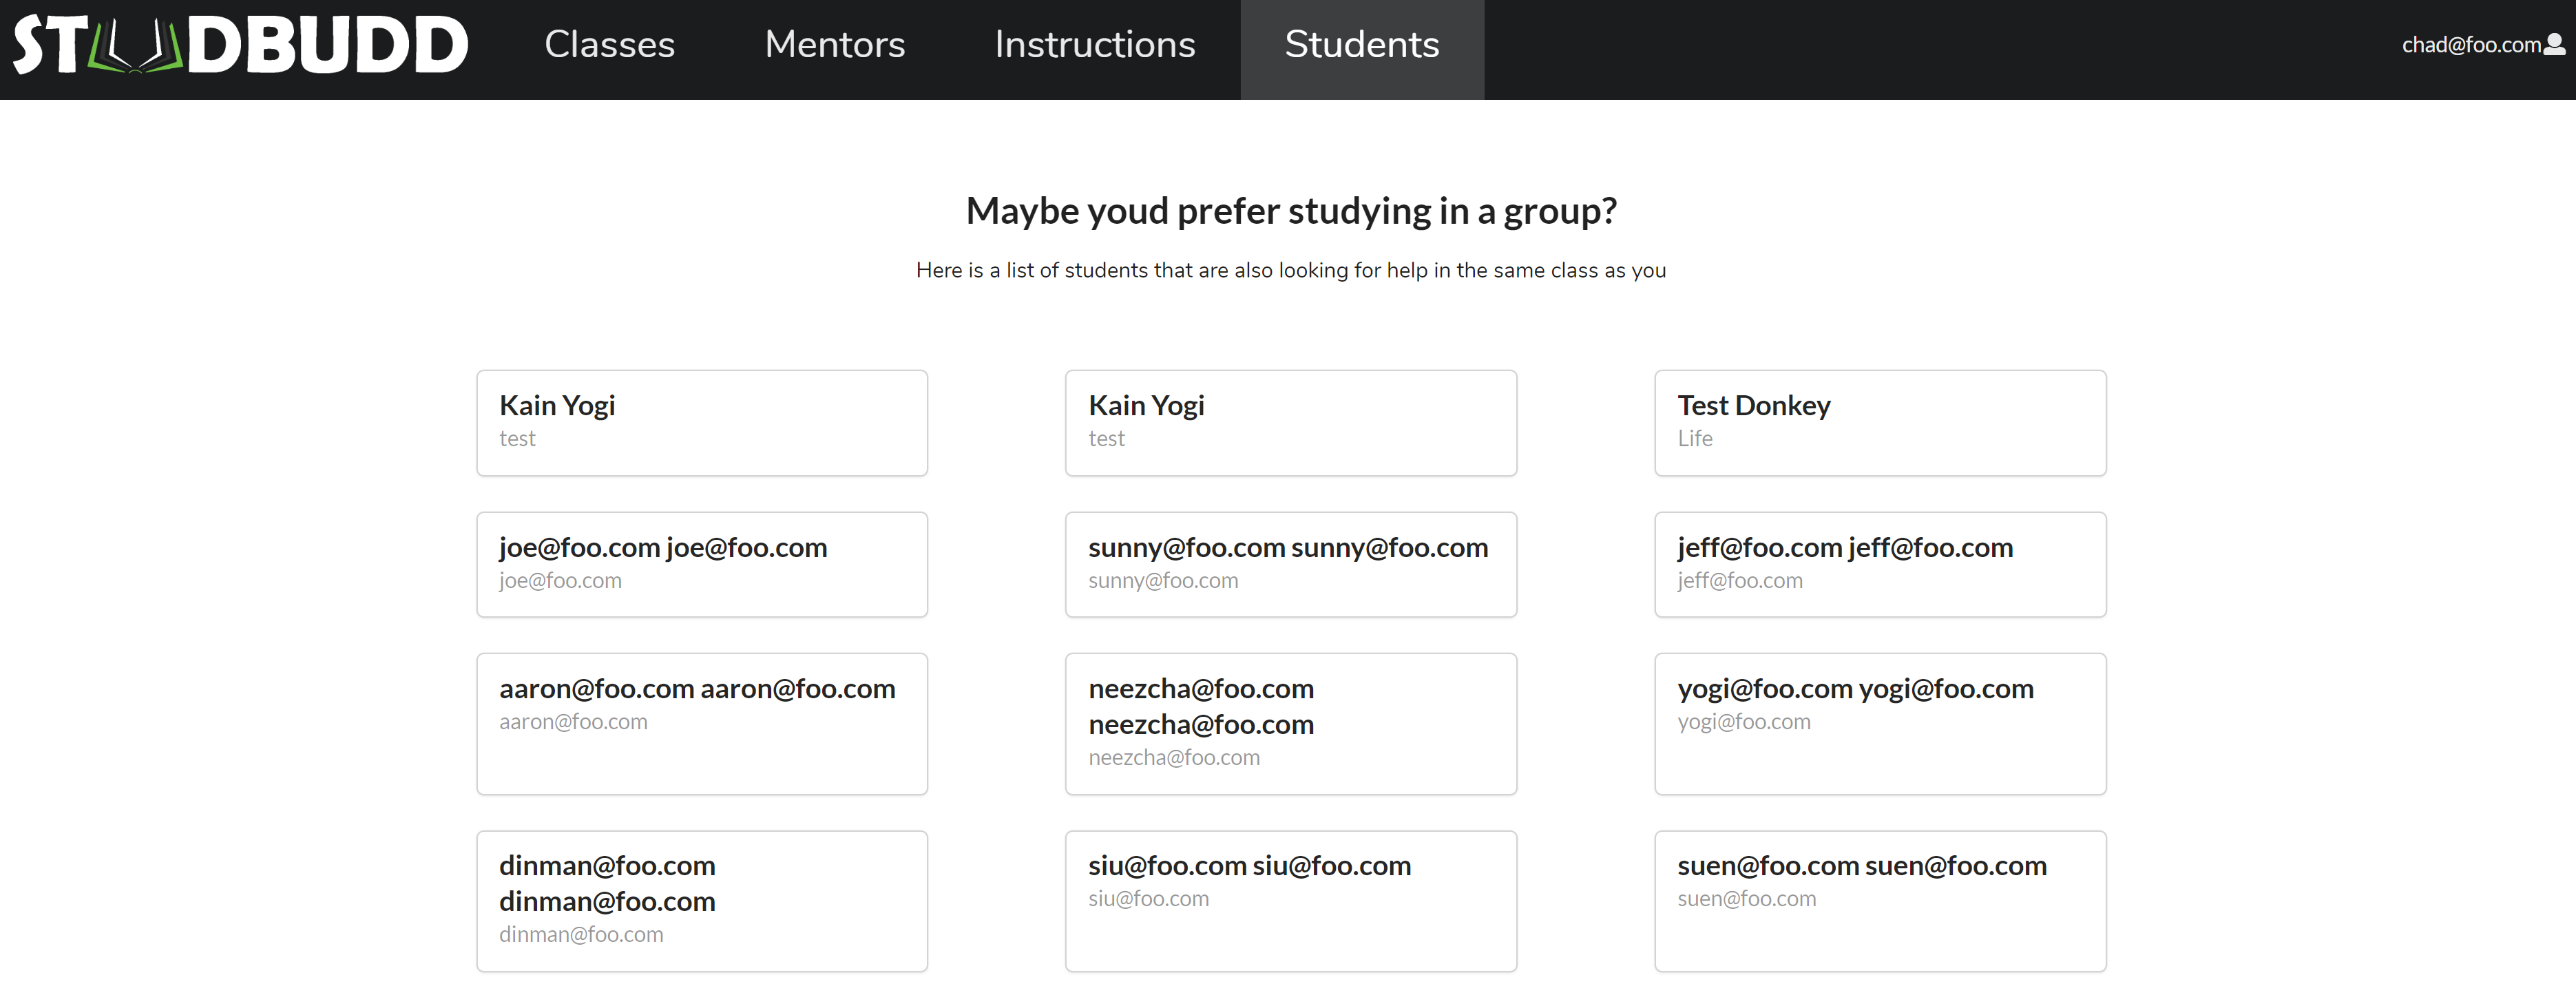 STUDBUDD Classes Mentors Instructions Students chad@foo.com
Maybe youd prefer studying in a group?
Here is a list of students that are also looking for help in the same class as you
Kain Yogi
test
Kain Yogi
test
Test Donkey
Life
joe@foo.com joe@foo.com
joe@foo.com
sunny@foo.com sunny@foo.com
sunny@foo.com
jeff@foo.com jeff@foo.com
jeff@foo.com
aaron@foo.com aaron@foo.com
aaron@foo.com
neezcha@foo.com
neezcha@foo.com
neezcha@foo.com
yogi@foo.com yogi@foo.com
yogi@foo.com
dinman@foo.com
dinman@foo.com
dinman@foo.com
siu@foo.com siu@foo.com
siu@foo.com
suen@foo.com suen@foo.com
suen@foo.com